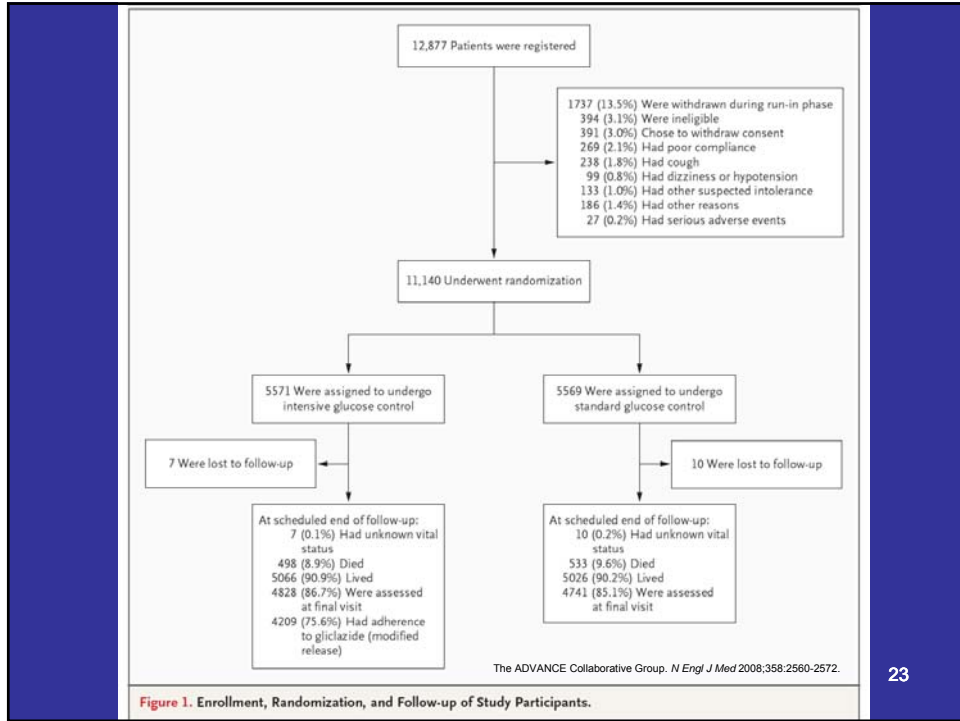 12,877 Patients were registered
1737 (13.5%) Were withdrawn during run-in phase
394 (3.1%) Were ineligible
391 (3.0%) Chose to withdraw consent
269 (2.1%) Had poor compliance
238 (1.8%) Had cough
99 (0.8%) Had dizziness or hypotension
133 (1.0%) Had other suspected intolerance
186 (1.4%) Had other reasons
27 (0.2%) Had serious adverse events
11,140 Underwent randomization
5571 Were assigned to undergo
intensive glucose control
5569 Were assigned to undergo
standard glucose control
7 Were lost to follow-up
10 Were lost to follow-up
At scheduled end of follow-up:
7 (0.1%) Had unknown vital
status
498 (8.9%) Died
5066 (90.9%) Lived
4828 (86.7%) Were assessed
at final visit
4209 (75.6%) Had adherence
to gliclazide (modified
release)
At scheduled end of follow-up:
10 (0.2%) Had unknown vital
status
533 (9.6%) Died
5026 (90.2%) Lived
4741 (85.1%) Were assessed
at final visit
The ADVANCE Collaborative Group. N Engl J Med 2008;358:2560-2572.
23
Figure 1. Enrollment, Randomization, and Follow-up of Study Participants.